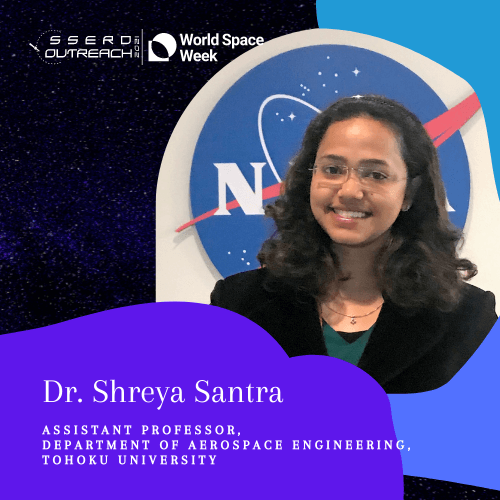 SSERD
OUTREACH
2021
World Space
Week
N
Dr. Shreya Santra
ASSISTANT PROFESSOR,
DEPARTMENT OF AEROSPACE ENGINEERING,
TOHOKU UNIVERSITY